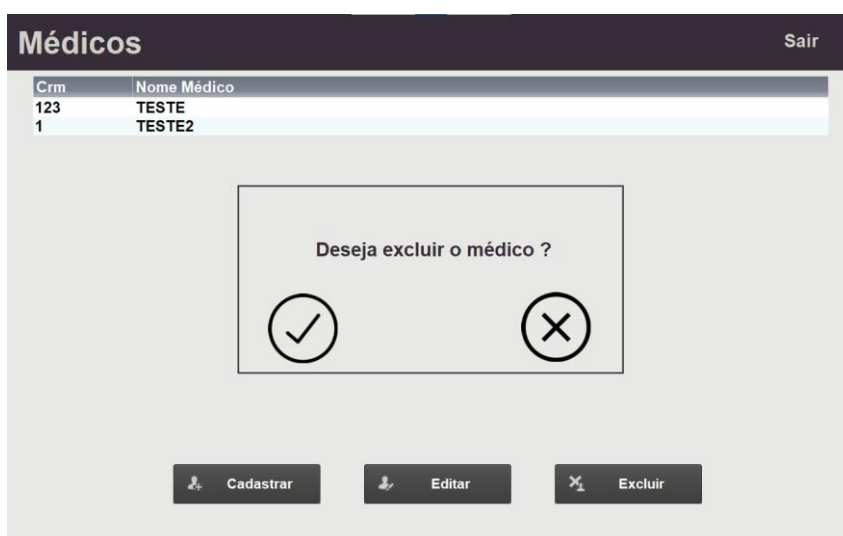 Médicos Sair
Crm Nome Médico
123 TESTE
1 TESTE2
Deseja excluir o médico ?
Cadastrar Editar Excluir